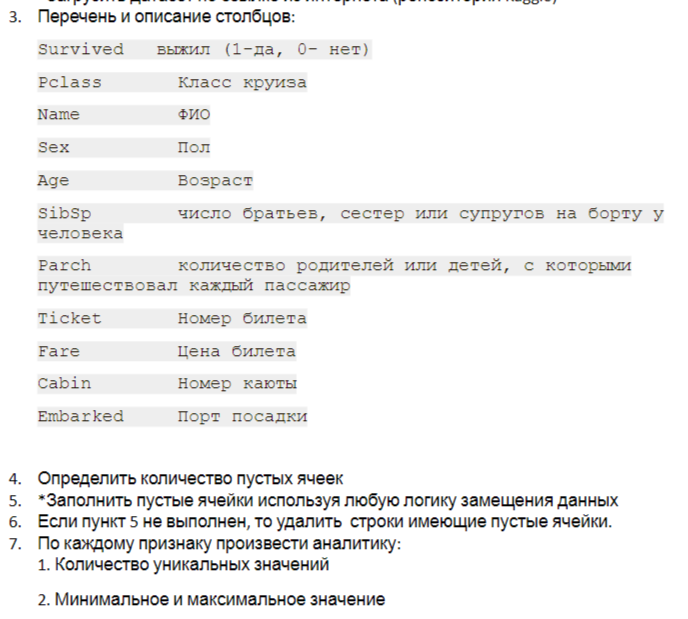 3. Перечень и описание столбцов:
Survived выжил (1-да, 0- нет)
Pclass Класс круиза
Name ФИО
Sex Пол
Age Возраст
SibSp число братьев, сестер или супругов на борту у
человека
Parch количество родителей или детей, с которыми
путешествовал каждый пассажир
Ticket Номер билета
Fare Цена билета
Cabin Номер каюты
Embarked Порт посадки
4. Определить количество пустых ячеек
5. *Заполнить пустые ячейки используя любую логику замещения данных
6. Если пункт 5 не выполнен, то удалить строки имеющие пустые ячейки.
7. По каждому признаку произвести аналитику:
1. Количество уникальных значений
2. Минимальное и максимальное значение